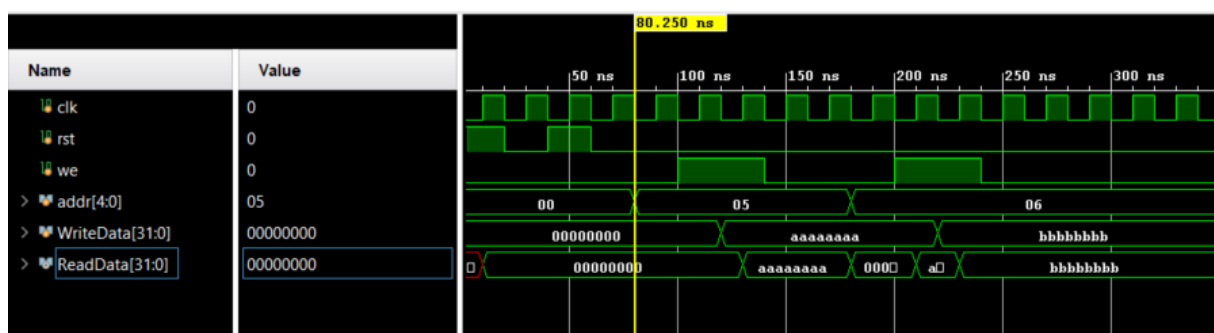 80.250 ns
Name Value
50 ns 100 ns 150 ns 200 ns 250 ns 300 ns
clk 0
rst 0
we 0
addr[4:0] 05 00 05 06
WriteData[31:0] 00000000 00000000 aaaaaaaa bbbbbbbb
ReadData[31:0] 00000000 00000000 aaaaaaaa 000 a bbbbbbbb